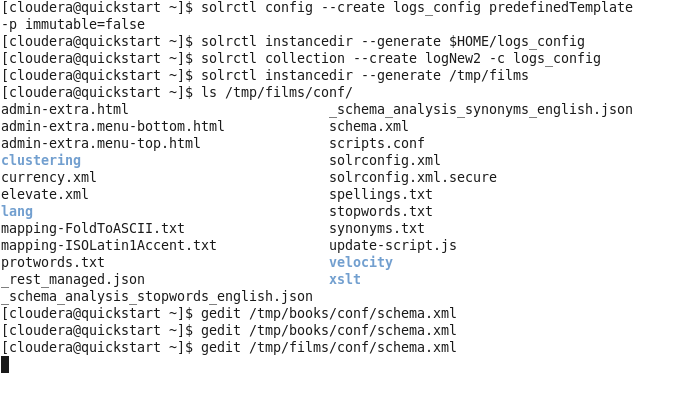 [cloudera@quickstart ~]$ solrctl config --create logs_config predefinedTemplate
-p immutable=false
[cloudera@quickstart ~]$ solrctl instancedir --generate $HOME/logs_config
[cloudera@quickstart ~]$ solrctl collection --create logNew2 -c logs_config
[cloudera@quickstart ~]$ solrctl instancedir --generate /tmp/films
[cloudera@quickstart ~]$ ls /tmp/films/conf/
admin-extra.html _schema_analysis_synonyms_english.json
admin-extra.menu-bottom.html schema.xml
admin-extra.menu-top.html scripts.conf
clustering solrconfig.xml
currency.xml solrconfig.xml.secure
elevate.xml spellings.txt
lang stopwords.txt
mapping-FoldToASCII.txt synonyms.txt
mapping-ISOLatin1Accent.txt update-script.js
protwords.txt velocity
_rest_managed.json xslt
_schema_analysis_stopwords_english.json
[cloudera@quickstart ~]$ gedit /tmp/books/conf/schema.xml
[cloudera@quickstart ~]$ gedit /tmp/books/conf/schema.xml
[cloudera@quickstart ~]$ gedit /tmp/films/conf/schema.xml